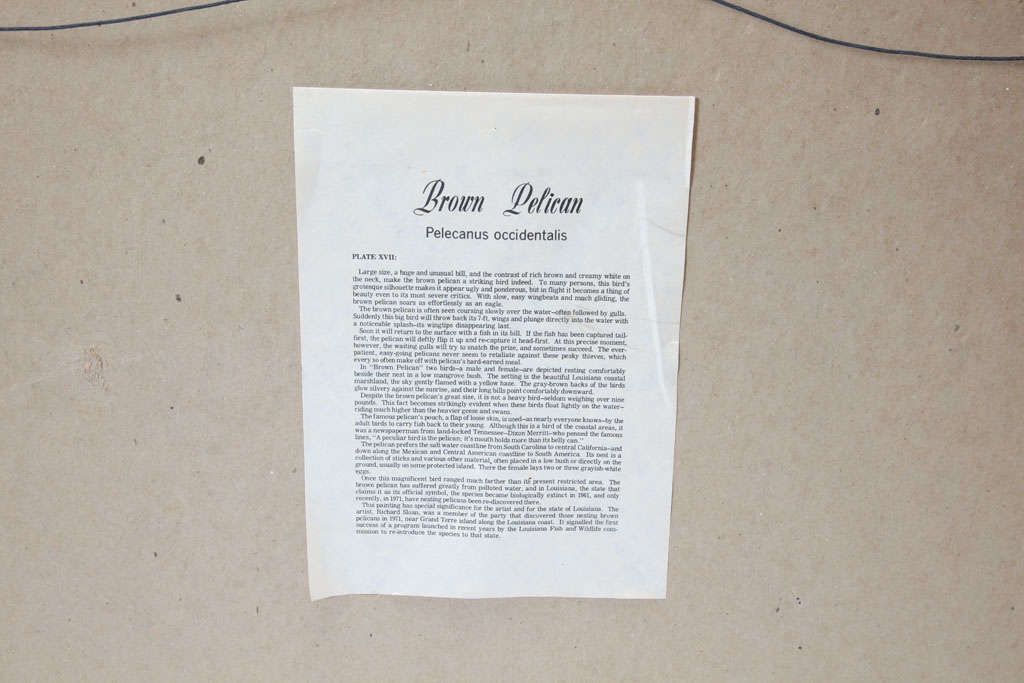 Brown Pelican
Pelecanus occidentalis
PLATE XVII:
Large size, a huge and unusual bill, and the contrast of rich brown and creamy white on
the neck, make the brown pelican a striking bird indeed. To many persons, this bird's
grotesque silhouette makes it appear ugly and ponderous, but in flight it becomes a thing of
beauty even to its most severe critics. With slow, easy wingbeats and much gliding, the
brown pelican soars as effortlessly as an eagle.
The brown pelican is often seen coursing slowly over the water—often followed by gulls.
Suddenly this big bird will throw back its 7-ft. wings and plunge directly into the water with
a noticeable splash—its wingtips disappearing last.
Soon it will return to the surface with a fish in its bill. If the fish has been captured tail-
first, the pelican will deftly flip it up and re-capture it head-first. At this precise moment,
however, the waiting gulls will try to snatch the prize, and sometimes succeed. The ever-
patient, easy-going pelicans never seem to retaliate against these pesky thieves, which
every so often make off with pelican's hard-earned meal.
In "Brown Pelican" two birds—a male and female—are depicted resting comfortably
beside their nest in a low mangrove bush. The setting is the beautiful Louisiana coastal
marshland, the sky gently flamed with a yellow haze. The gray-brown backs of the birds
glow silvery against the sunrise, and their long bills point comfortably downward.
Despite the brown pelican's great size, it is not a heavy bird—seldom weighing over nine
pounds. This fact becomes strikingly evident when these birds float lightly on the water—
riding much higher than the heavier geese and swans.
The famous pelican's pouch, a flap of loose skin, is used—as nearly everyone knows—by the
adult birds to carry fish back to their young. Although this is a bird of the coastal areas, it
was a newspaperman from land-locked Tennessee—Dixon Merritt—who penned the famous
lines, "A peculiar bird is the pelican; it's mouth holds more than its belly can."
The pelican prefers the salt water coastline from South Carolina to central California—and
down along the Mexican and Central American coastline to South America. Its nest is a
collection of sticks and various other material, often placed in a low bush or directly on the
ground, usually on some protected island. There the female lays two or three grayish-white
eggs.
Once this magnificent bird ranged much farther than its present restricted area. The
brown pelican has suffered greatly from polluted water, and in Louisiana, the state that
claims it as its official symbol, the species became biologically extinct in 1961, and only
recently, in 1971, have nesting pelicans been re-discovered there.
This painting has special significance for the artist and for the state of Louisiana. The
artist, Richard Sloan, was a member of the party that discovered those nesting brown
pelicans in 1971, near Grand Terre island along the Louisiana coast. It signalled the first
success of a program launched in recent years by the Louisiana Fish and Wildlife com-
mission to re-introduce the species to that state.